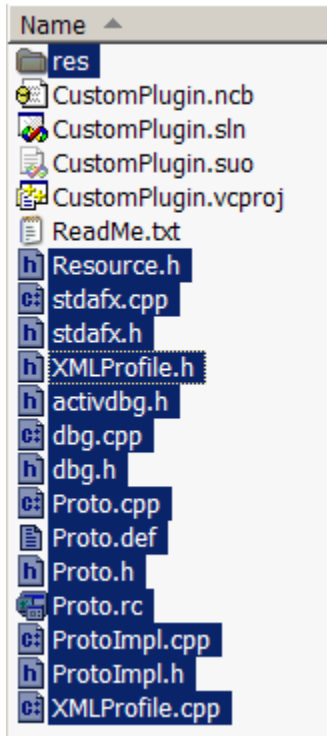 Name
res
CustomPlugin.ncb
CustomPlugin.sln
CustomPlugin.suo
CustomPlugin.vcproj
ReadMe.txt
Resource.h
stdafx.cpp
stdafx.h
XMLProfile.h
activdbg.h
dbg.cpp
dbg.h
Proto.cpp
Proto.def
Proto.h
Proto.rc
ProtoImpl.cpp
ProtoImpl.h
XMLProfile.cpp